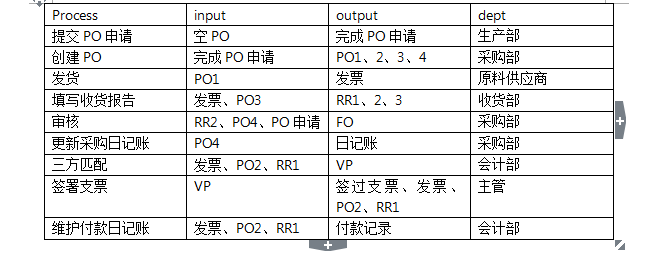 Process input output dept
提交 PO 申请 空 PO 完成 PO 申请 生产部
创建 PO 完成 PO 申请 PO1、2、3、4 采购部
发货 PO1 发票 原料供应商
填写收货报告 发票、PO3 RR1、2、3 收货部
审核 RR2、PO4、PO 申请 FO 采购部
更新采购日记账 PO4 日记账 采购部
三方匹配 发票、PO2、RR1 VP 会计部
签署支票 VP 签过支票、发票、 主管
PO2、RR1
维护付款日记账 发票、PO2、RR1 付款记录 会计部